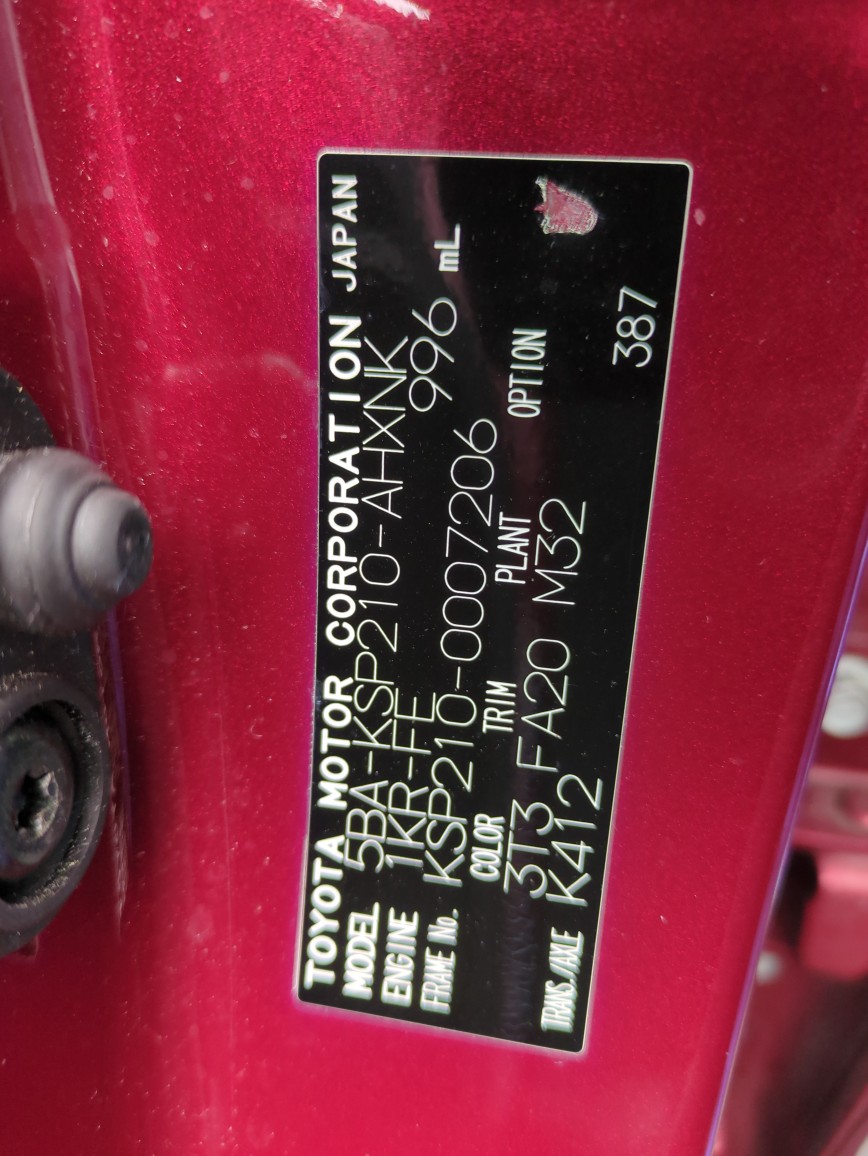 TOYOTA MOTOR CORPORATION JAPAN
MODEL 5BA-KSP210-AHXNK
ENGINE 1KR-FE 996 mL
FRAME No. KSP210-0007206
COLOR TRIM PLANT OPTION
3T3 FA20 M32
TRANS./AXLE K412 387